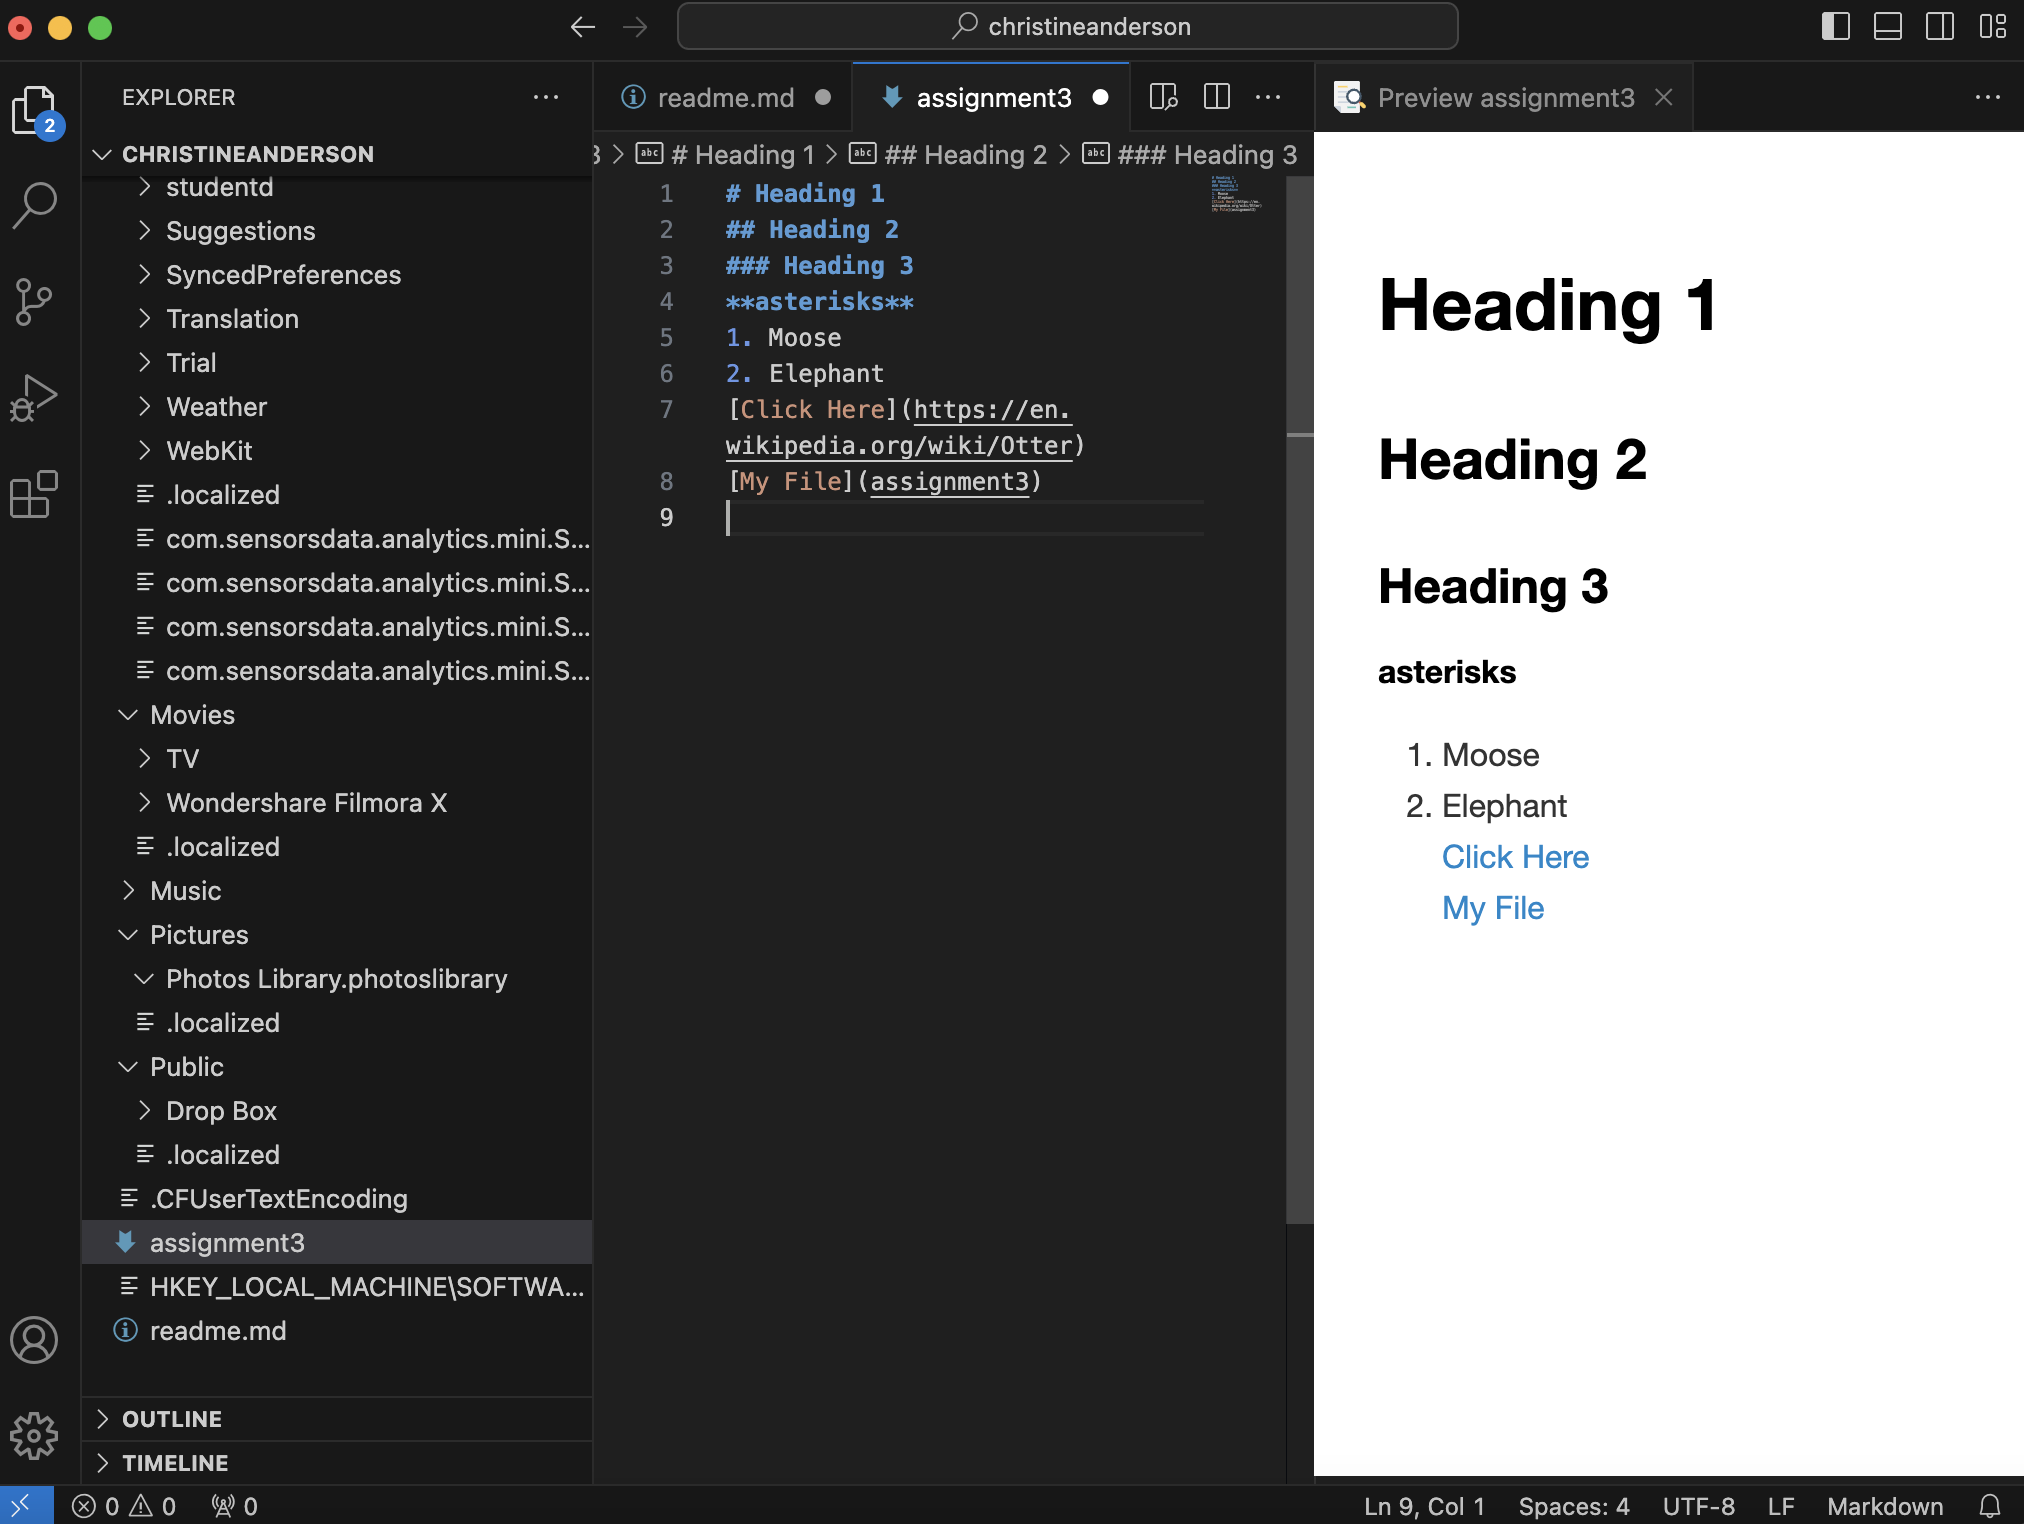 christineanderson
EXPLORER
2
CHRISTINEANDERSON
studentd
Suggestions
SyncedPreferences
Translation
Trial
Weather
WebKit
.localized
com.sensorsdata.analytics.mini.S...
com.sensorsdata.analytics.mini.S...
com.sensorsdata.analytics.mini.S...
com.sensorsdata.analytics.mini.S...
Movies
TV
Wondershare Filmora X
.localized
Music
Pictures
Photos Library.photoslibrary
.localized
Public
Drop Box
.localized
.CFUserTextEncoding
assignment3
HKEY_LOCAL_MACHINE\SOFTWA...
readme.md
OUTLINE
TIMELINE
readme.md
assignment3
3 > # Heading 1 > ## Heading 2 > ### Heading 3
1 # Heading 1
2 ## Heading 2
3 ### Heading 3
4 **asterisks**
5 1. Moose
6 2. Elephant
7 [Click Here](https://en.
wikipedia.org/wiki/Otter)
8 [My File](assignment3)
9
Preview assignment3
Heading 1
Heading 2
Heading 3
asterisks
1. Moose
2. Elephant
Click Here
My File
0 0 0
Ln 9, Col 1 Spaces: 4 UTF-8 LF Markdown